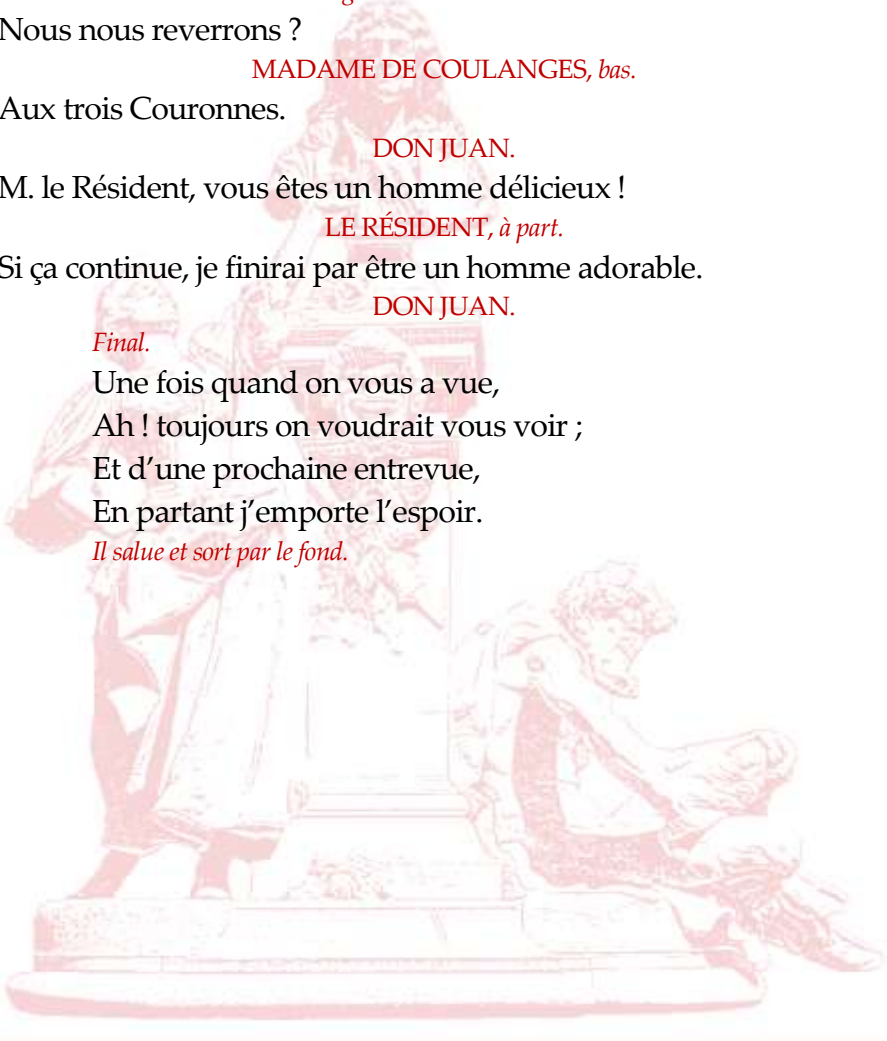 Nous nous reverrons ?
MADAME DE COULANGES, bas.
Aux trois Couronnes.
DON JUAN.
M. le Résident, vous êtes un homme délicieux !
LE RÉSIDENT, à part.
Si ça continue, je finirai par être un homme adorable.
DON JUAN.
Final.
Une fois quand on vous a vue,
Ah ! toujours on voudrait vous voir ;
Et d’une prochaine entrevue,
En partant j’emporte l’espoir.
Il salue et sort par le fond.